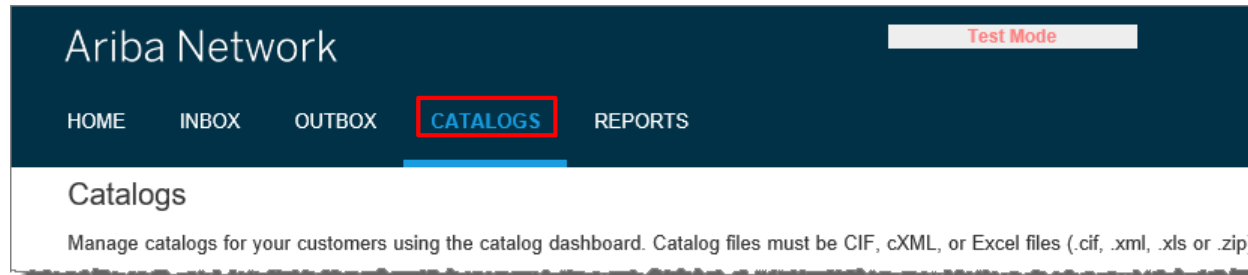 Ariba Network
Test Mode
HOME INBOX OUTBOX CATALOGS REPORTS
Catalogs
Manage catalogs for your customers using the catalog dashboard. Catalog files must be CIF, cXML, or Excel files (.cif, .xml, .xls or .zip)